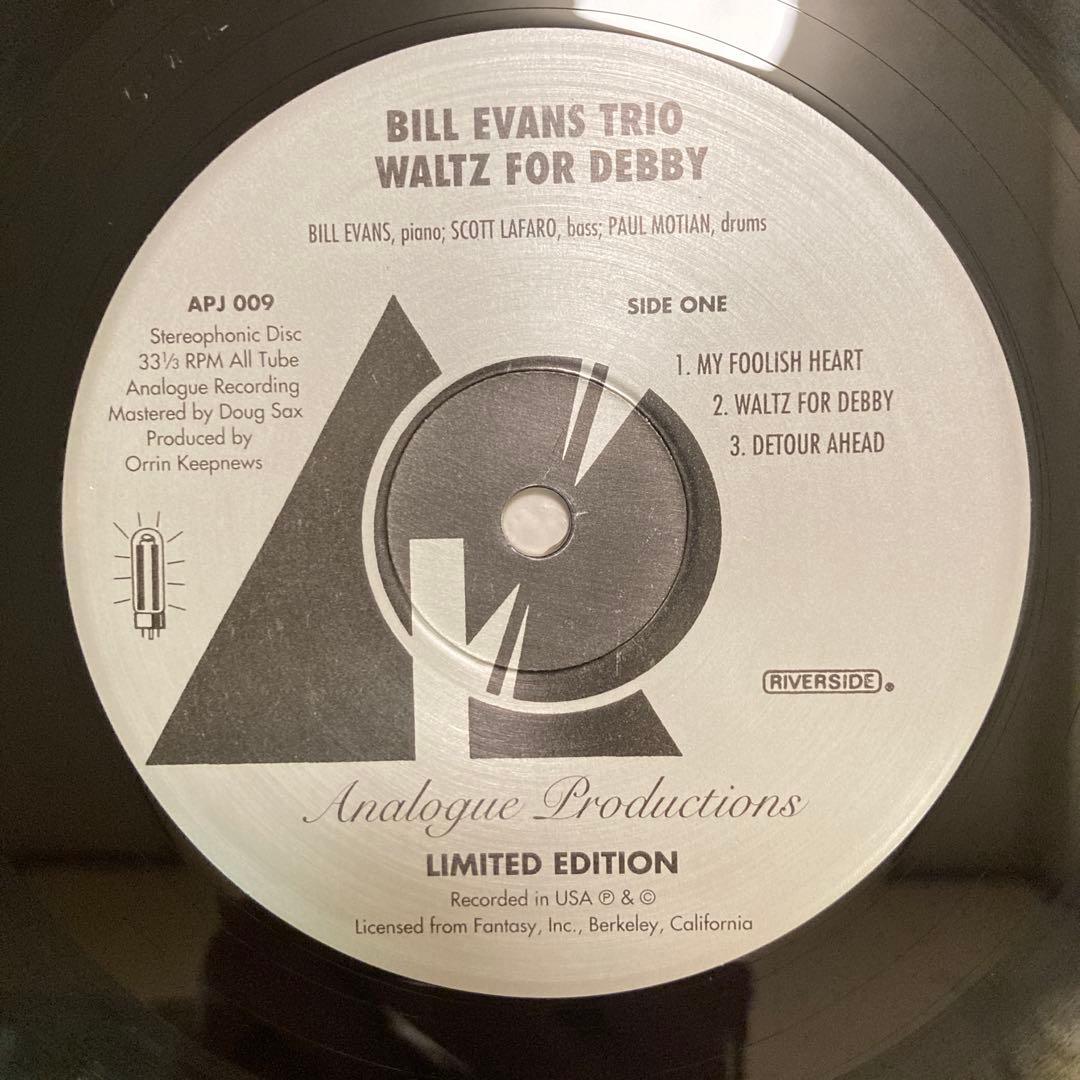 BILL EVANS TRIO
WALTZ FOR DEBBY
BILL EVANS, piano; SCOTT LAFARO, bass; PAUL MOTIAN, drums
APJ 009
Stereophonic Disc
33⅓ RPM All Tube
Analogue Recording
Mastered by Doug Sax
Produced by
Orrin Keepnews
SIDE ONE
1. MY FOOLISH HEART
2. WALTZ FOR DEBBY
3. DETOUR AHEAD
RIVERSIDE®
Analogue Productions
LIMITED EDITION
Recorded in USA ℗ & ©
Licensed from Fantasy, Inc., Berkeley, California